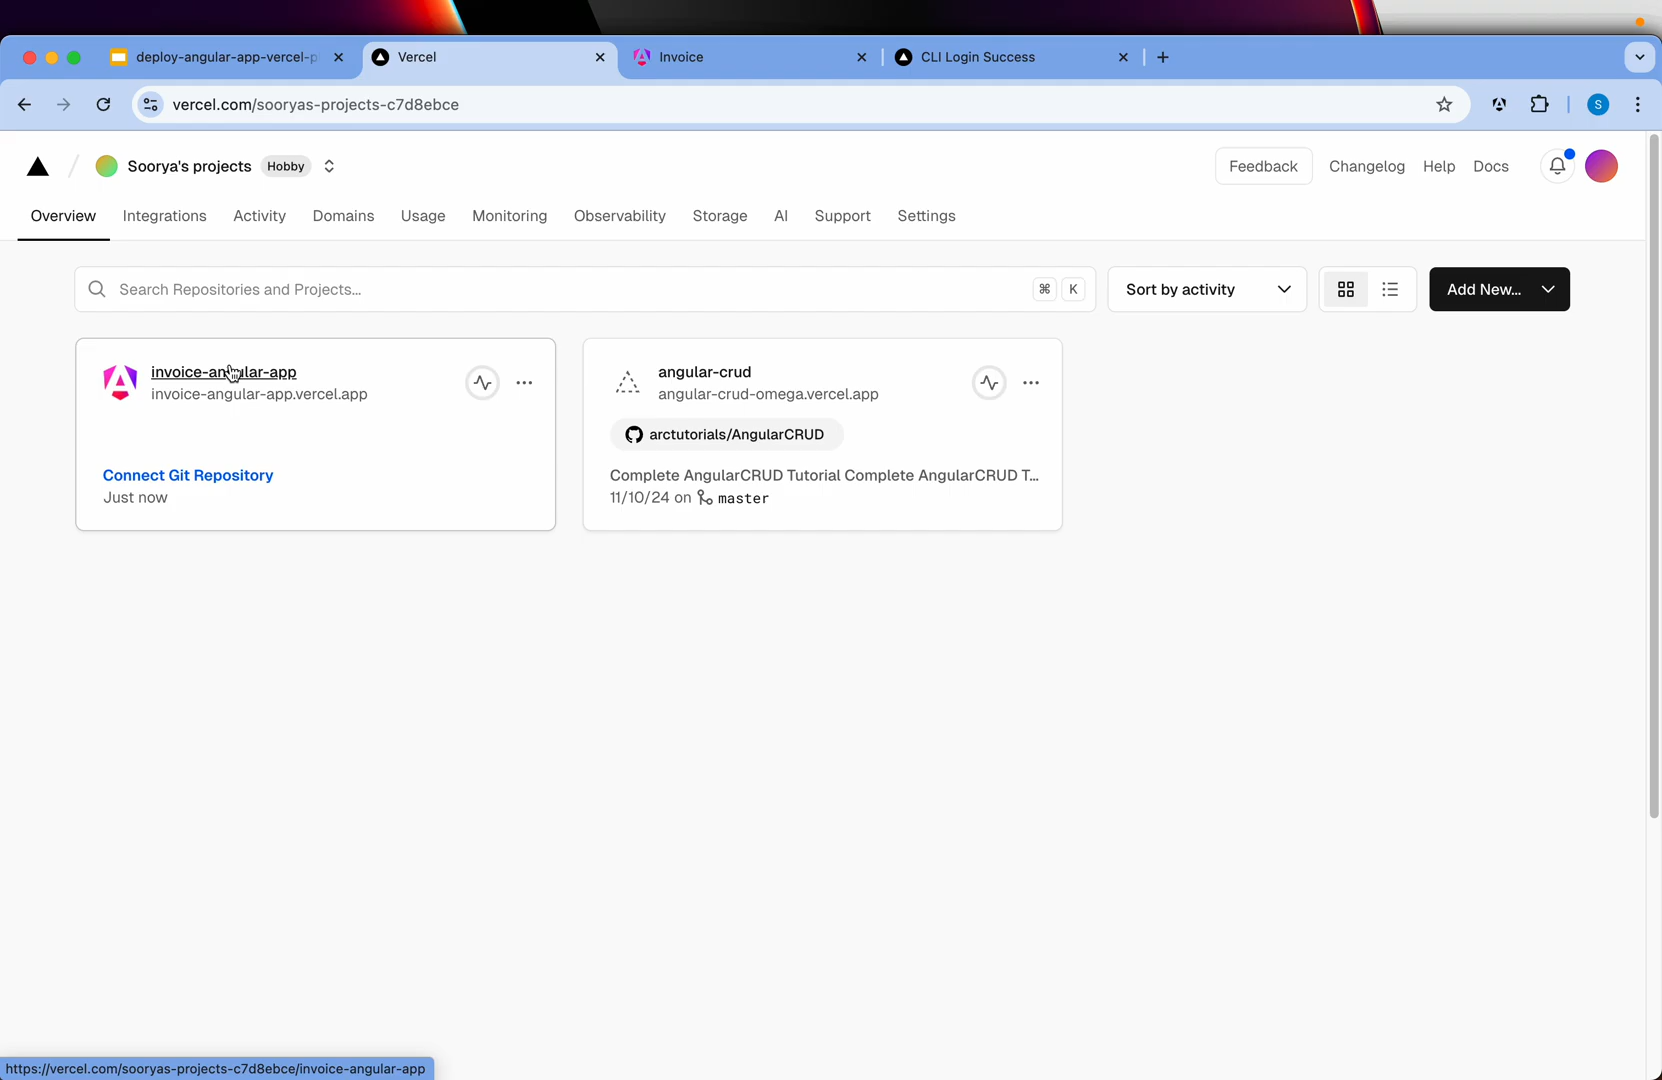 deploy-angular-app-vercel-p
Vercel
Invoice
CLI Login Success
vercel.com/sooryas-projects-c7d8ebce
S
Soorya's projects
Hobby
Feedback
Changelog
Help
Docs
Overview
Integrations
Activity
Domains
Usage
Monitoring
Observability
Storage
AI
Support
Settings
Search Repositories and Projects...
⌘ K
Sort by activity
Add New...
invoice-angular-app
invoice-angular-app.vercel.app
Connect Git Repository
Just now
angular-crud
angular-crud-omega.vercel.app
arctutorials/AngularCRUD
Complete AngularCRUD Tutorial Complete AngularCRUD T...
11/10/24 on master
https://vercel.com/sooryas-projects-c7d8ebce/invoice-angular-app